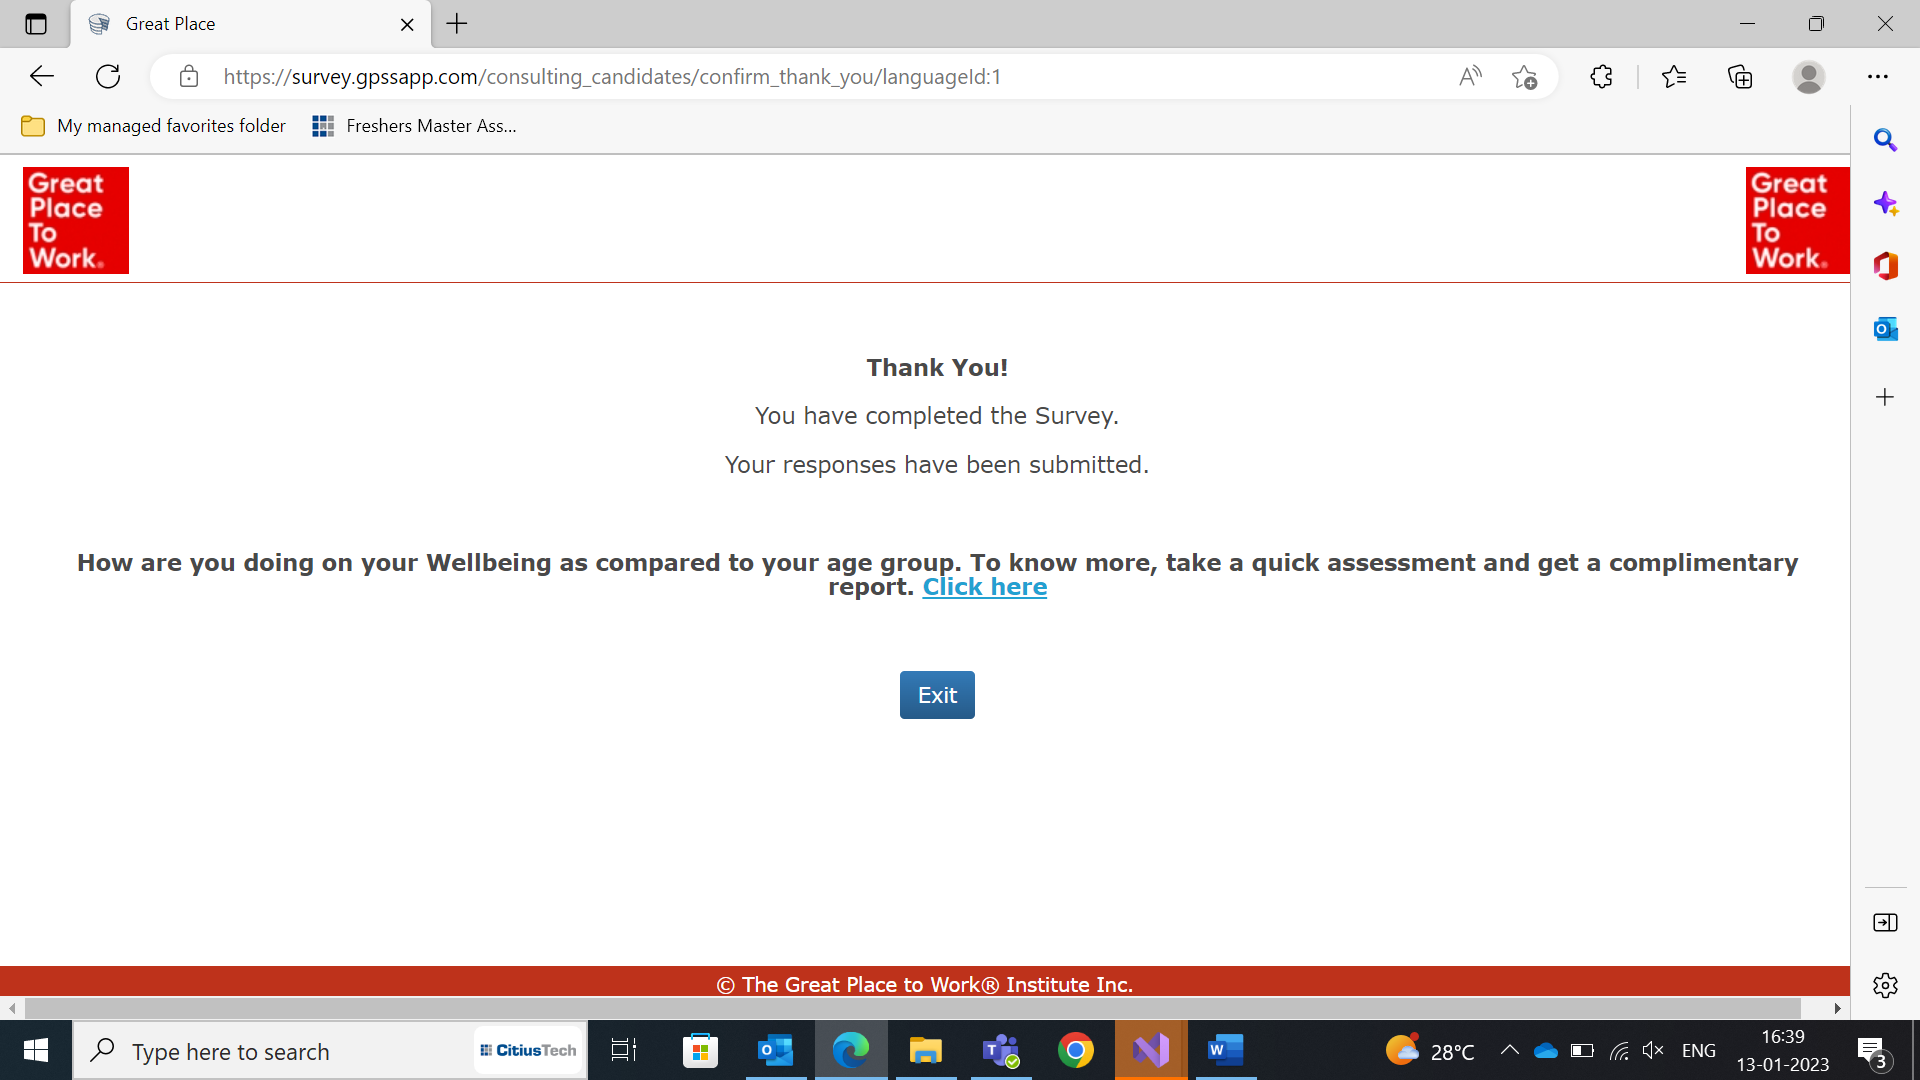 Great Place
https://survey.gpssapp.com/consulting_candidates/confirm_thank_you/languageId:1
My managed favorites folder
Freshers Master Ass...
Great
Place
To
Work.
Great
Place
To
Work.
Thank You!
You have completed the Survey.
Your responses have been submitted.
How are you doing on your Wellbeing as compared to your age group. To know more, take a quick assessment and get a complimentary
report. Click here
Exit
© The Great Place to Work® Institute Inc.
Type here to search
CitiusTech
28°C
ENG
16:39
13-01-2023
3